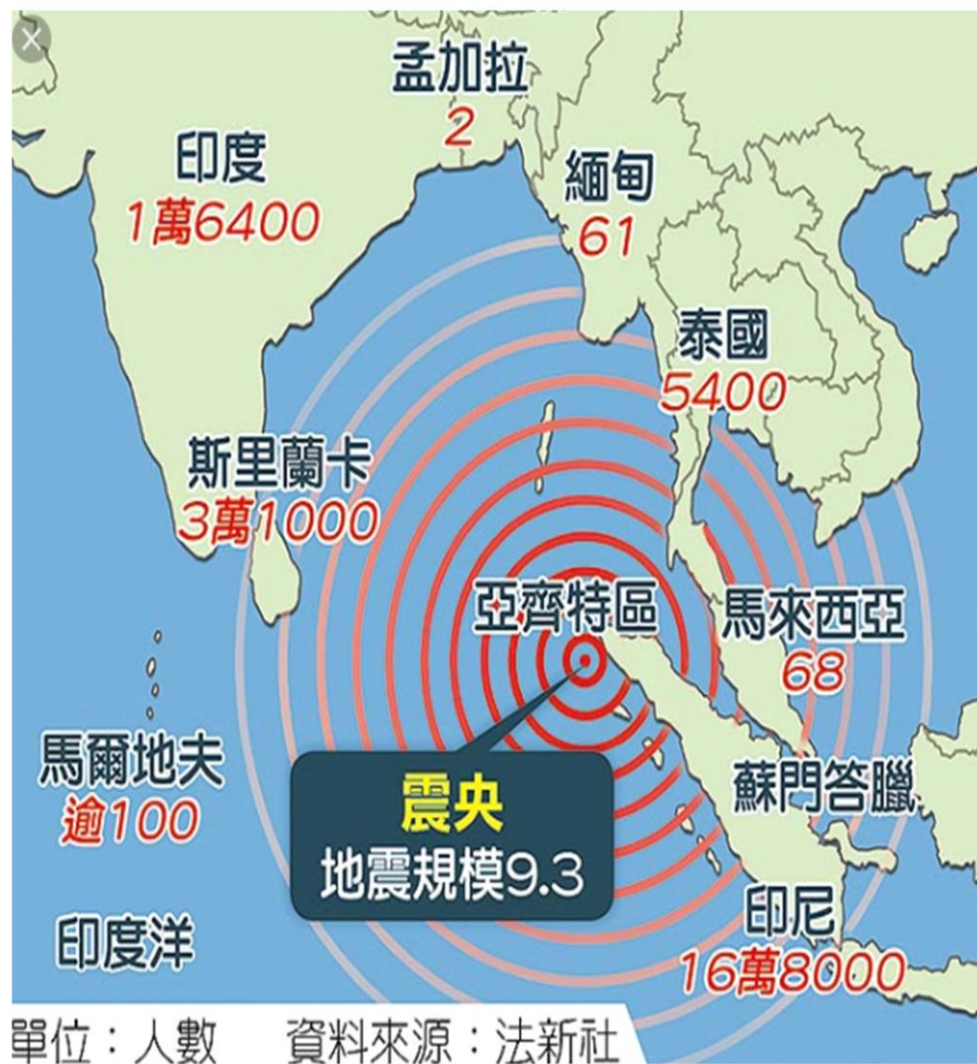 孟加拉
2
印度
1萬6400
緬甸
61
泰國
5400
斯里蘭卡
3萬1000
亞齊特區
馬來西亞
68
馬爾地夫
逾100
震央
地震規模9.3
蘇門答臘
印度洋
印尼
16萬8000
單位：人數 資料來源：法新社